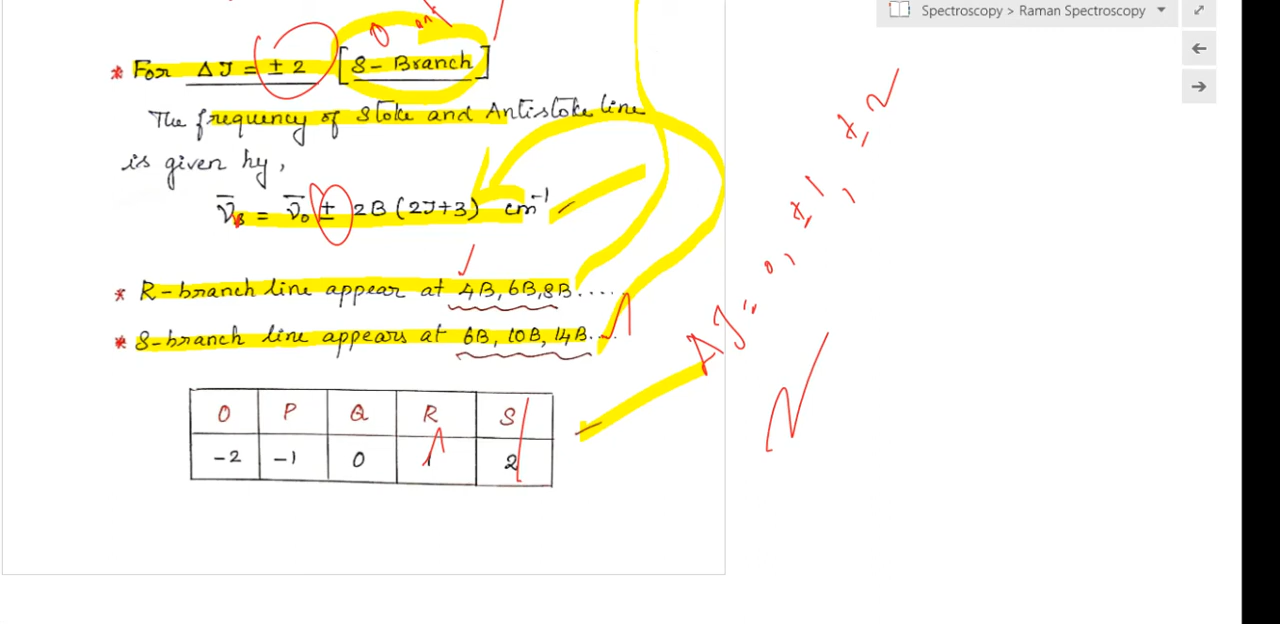 Spectroscopy > Raman Spectroscopy
* For ΔJ = ± 2 [S - Branch]
The frequency of Stoke and Antistoke line
is given by,
ν̄ = ν̄₀ ± 2B (2J+3) cm⁻¹
* R-branch line appear at 4B, 6B, 8B....
* S-branch line appears at 6B, 10B, 14B....
O P Q R S
-2 -1 0 1 2
ΔJ = 0, ±1, ±2